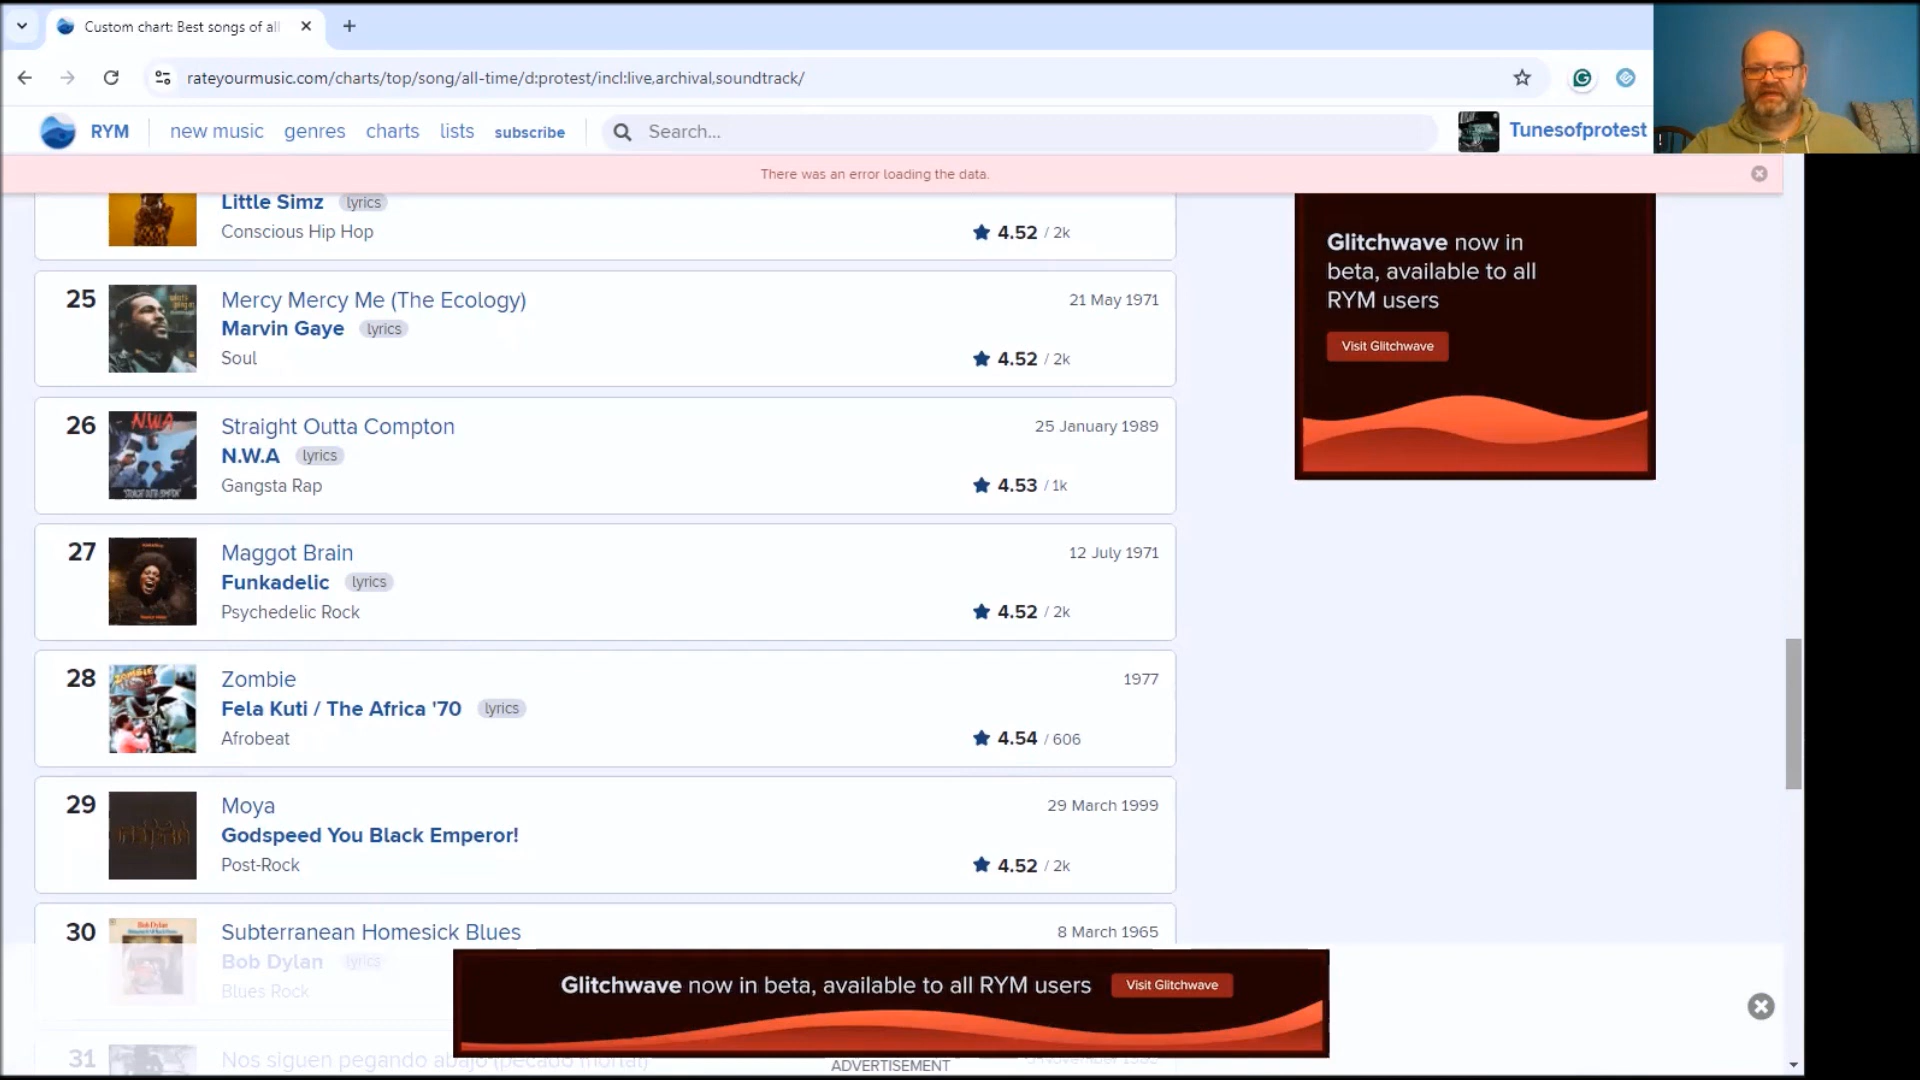 Custom chart: Best songs of all
rateyourmusic.com/charts/top/song/all-time/d:protest/incl:live,archival,soundtrack/
RYM new music genres charts lists subscribe Search... Tunesofprotest
There was an error loading the data.
Little Simz lyrics
Conscious Hip Hop 4.52 / 2k
25 Mercy Mercy Me (The Ecology) 21 May 1971
Marvin Gaye lyrics
Soul 4.52 / 2k
26 Straight Outta Compton 25 January 1989
N.W.A lyrics
Gangsta Rap 4.53 / 1k
27 Maggot Brain 12 July 1971
Funkadelic lyrics
Psychedelic Rock 4.52 / 2k
28 Zombie 1977
Fela Kuti / The Africa '70 lyrics
Afrobeat 4.54 / 606
29 Moya 29 March 1999
Godspeed You Black Emperor!
Post-Rock 4.52 / 2k
30 Subterranean Homesick Blues 8 March 1965
Bob Dylan lyrics
Blues Rock
31 Nos siguen pegando abajo (pecado mortal)
Glitchwave now in
beta, available to all
RYM users
Visit Glitchwave
Glitchwave now in beta, available to all RYM users Visit Glitchwave
ADVERTISEMENT